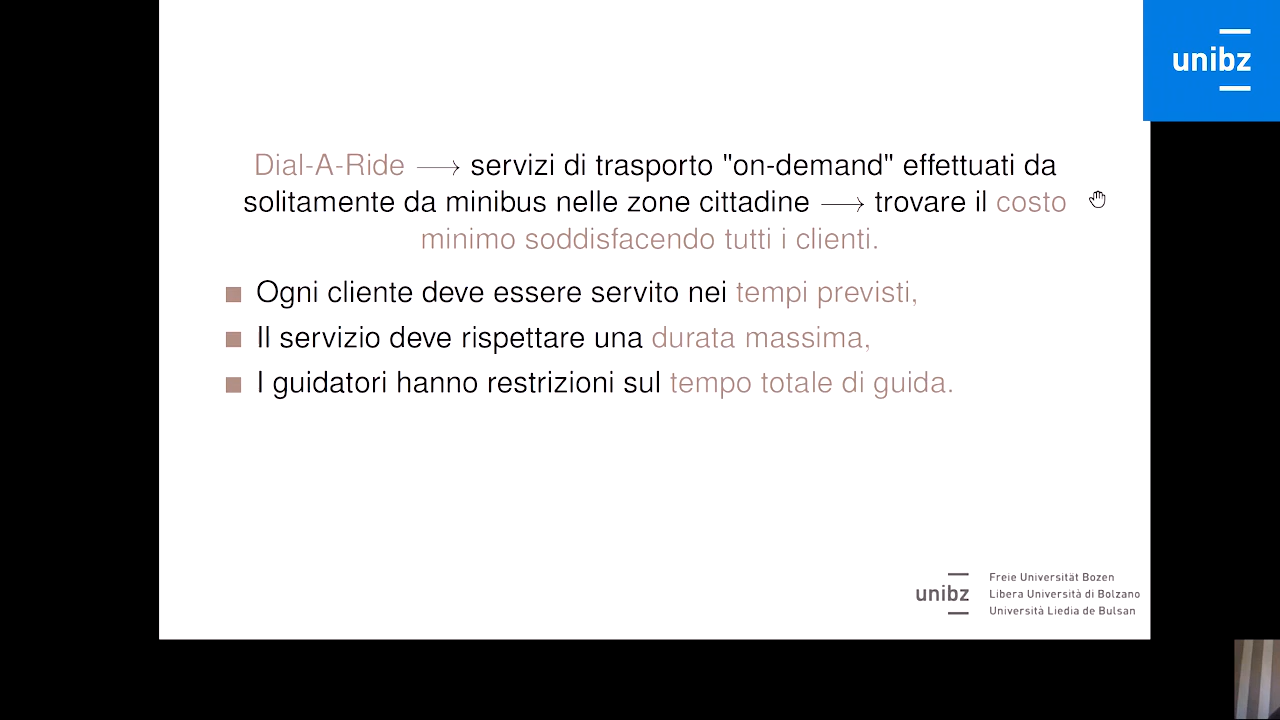 unibz
Dial-A-Ride ⟶ servizi di trasporto "on-demand" effettuati da
solitamente da minibus nelle zone cittadine ⟶ trovare il costo
minimo soddisfacendo tutti i clienti.
Ogni cliente deve essere servito nei tempi previsti,
Il servizio deve rispettare una durata massima,
I guidatori hanno restrizioni sul tempo totale di guida.
unibz
Freie Universität Bozen
Libera Università di Bolzano
Università Liedia de Bulsan